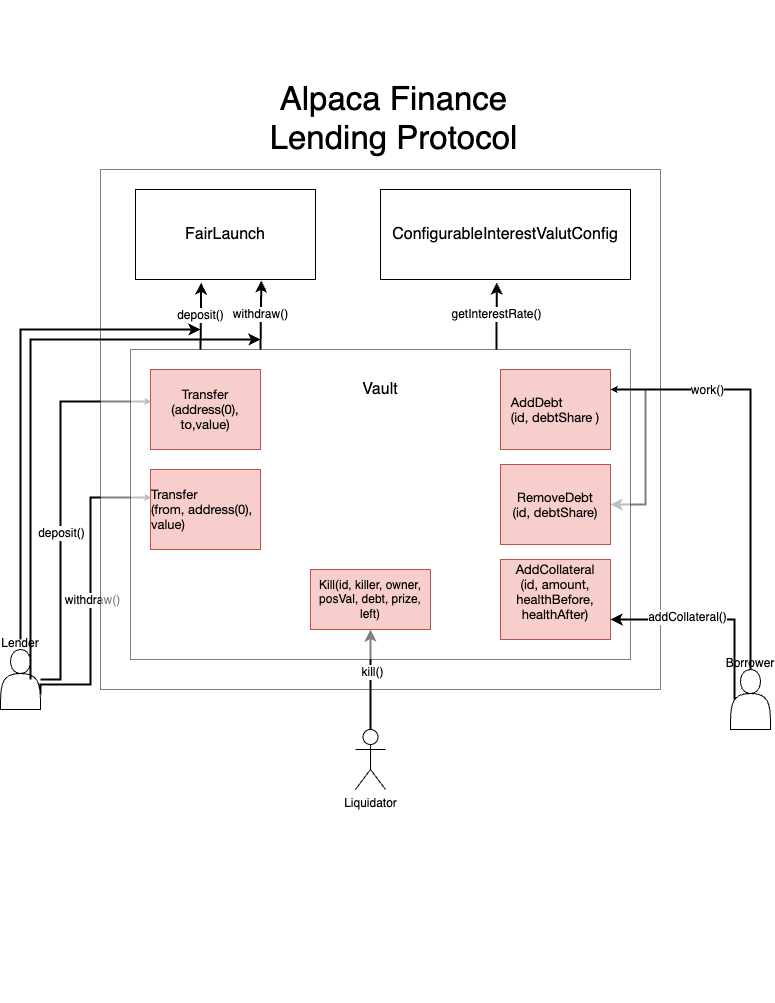 Alpaca Finance
Lending Protocol
FairLaunch
ConfigurableInterestValutConfig
deposit()
withdraw()
getInterestRate()
Vault
Transfer
(address(0),
to,value)
AddDebt
(id, debtShare )
work()
Transfer
(from, address(0),
value)
RemoveDebt
(id, debtShare)
deposit()
withdraw()
Kill(id, killer, owner,
posVal, debt, prize,
left)
AddCollateral
(id, amount,
healthBefore,
healthAfter)
addCollateral()
Lender
Borrower
kill()
Liquidator